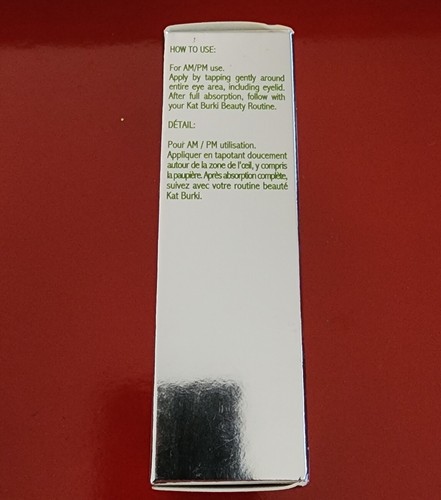 HOW TO USE:
For AM/PM use.
Apply by tapping gently around
entire eye area, including eyelid.
After full absorption, follow with
your Kat Burki Beauty Routine.
DÉTAIL:
Pour AM / PM utilisation.
Appliquer en tapotant doucement
autour de la zone de l'œil, y compris
la paupière. Après absorption complète,
suivez avec votre routine beauté
Kat Burki.